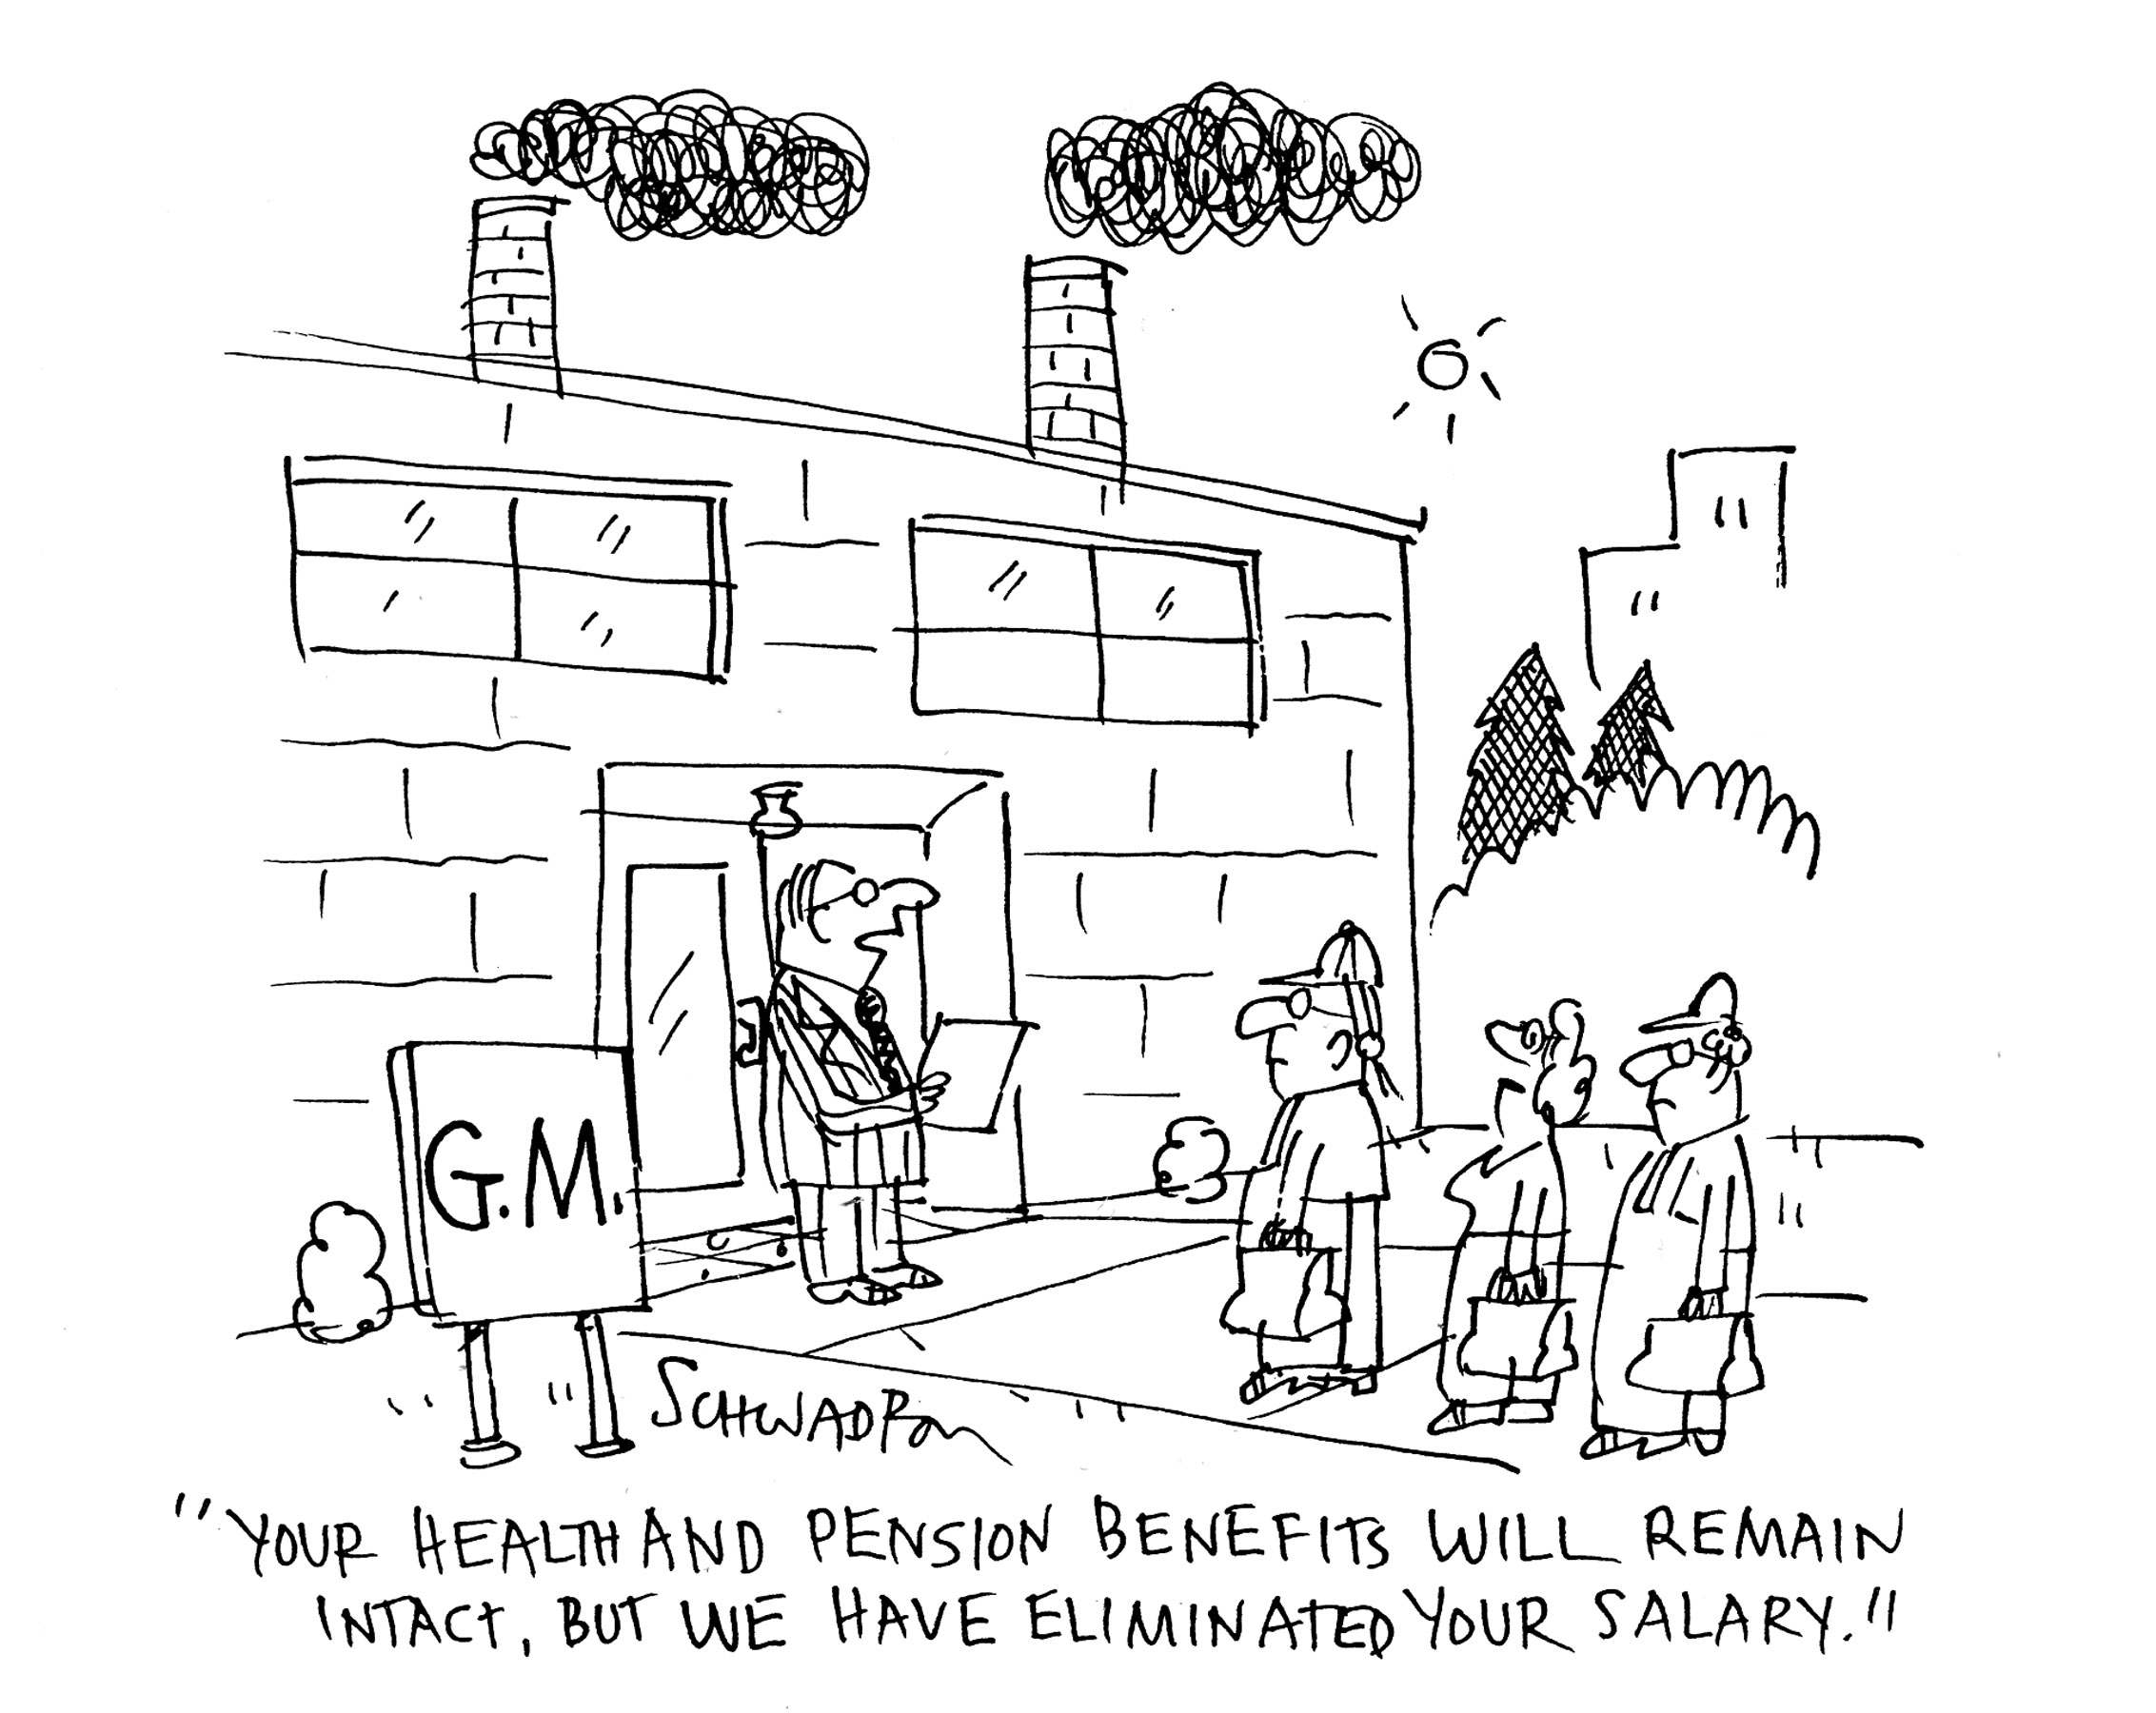 G.M.
SCHWADRON
"YOUR HEALTH AND PENSION BENEFITS WILL REMAIN
INTACT, BUT WE HAVE ELIMINATED YOUR SALARY."